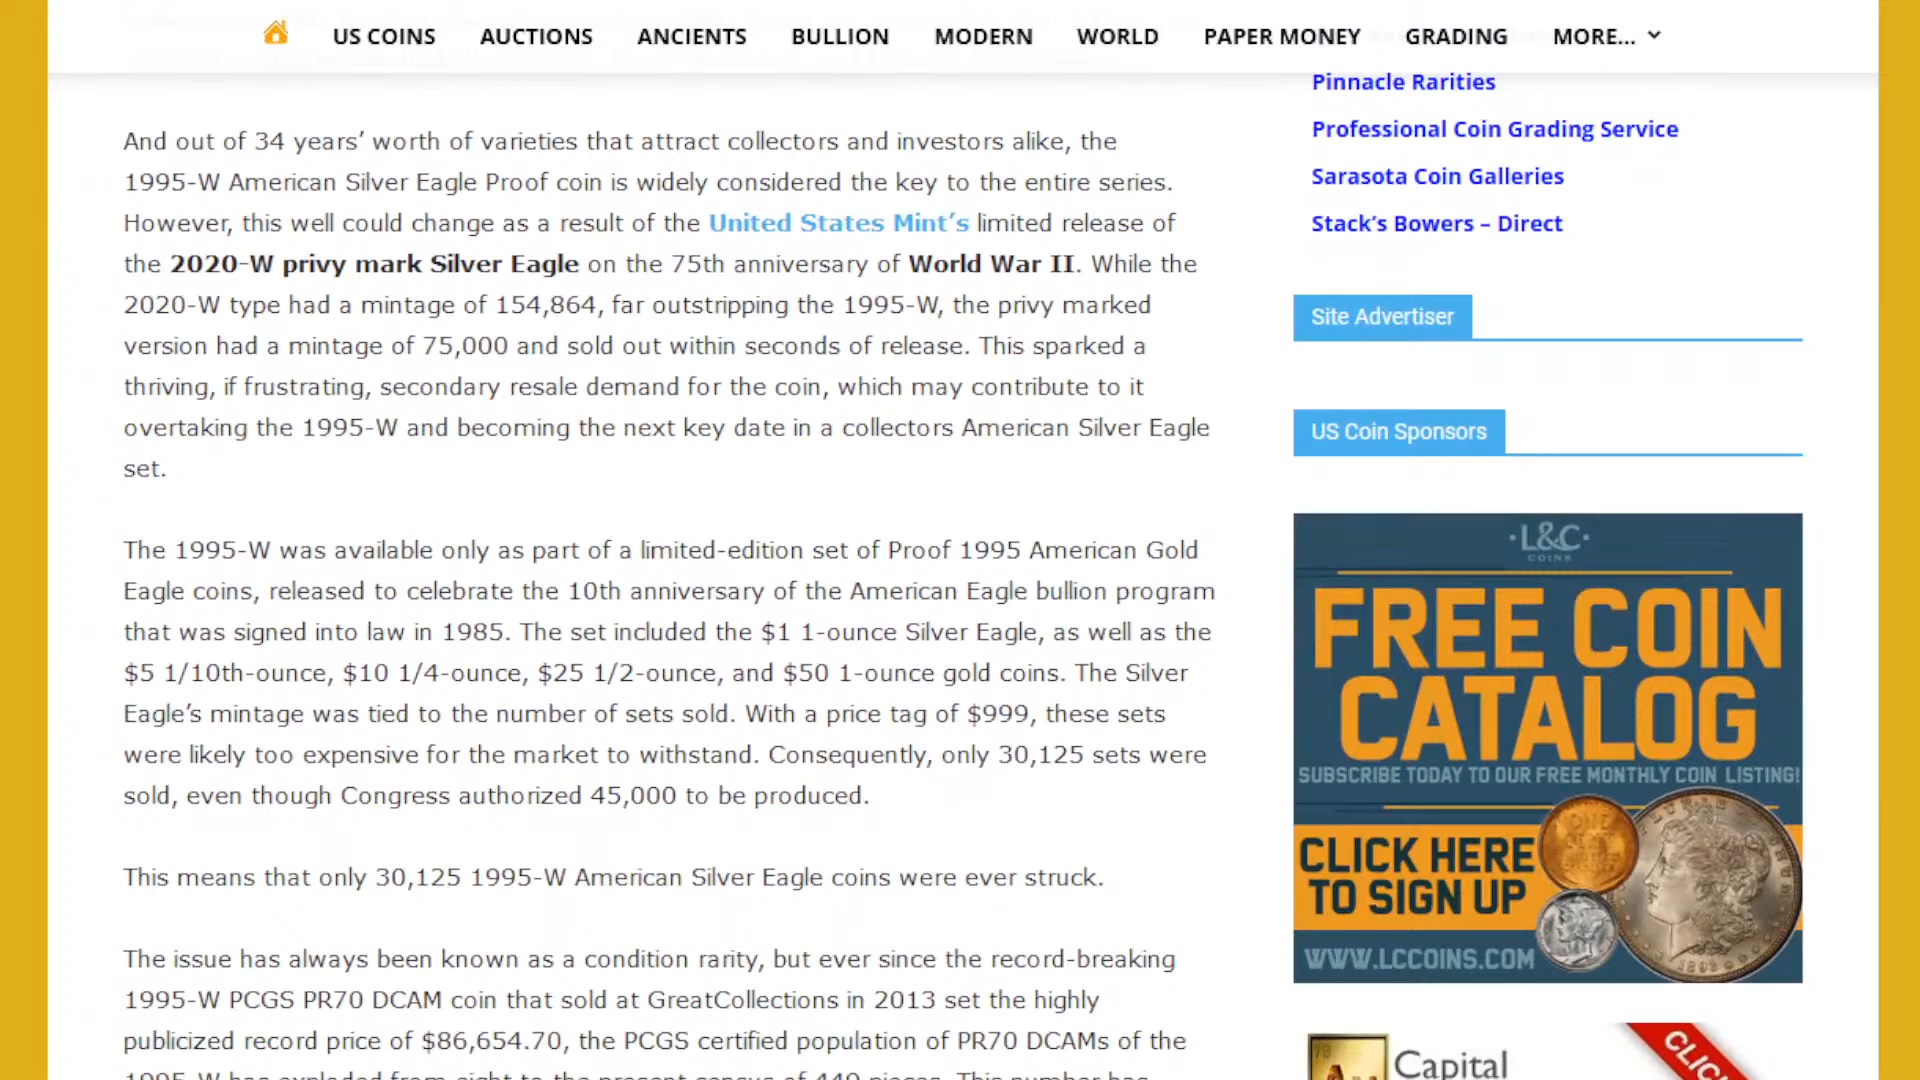 US COINS AUCTIONS ANCIENTS BULLION MODERN WORLD PAPER MONEY GRADING MORE...
And out of 34 years’ worth of varieties that attract collectors and investors alike, the
1995-W American Silver Eagle Proof coin is widely considered the key to the entire series.
However, this well could change as a result of the United States Mint’s limited release of
the 2020-W privy mark Silver Eagle on the 75th anniversary of World War II. While the
2020-W type had a mintage of 154,864, far outstripping the 1995-W, the privy marked
version had a mintage of 75,000 and sold out within seconds of release. This sparked a
thriving, if frustrating, secondary resale demand for the coin, which may contribute to it
overtaking the 1995-W and becoming the next key date in a collectors American Silver Eagle
set.
The 1995-W was available only as part of a limited-edition set of Proof 1995 American Gold
Eagle coins, released to celebrate the 10th anniversary of the American Eagle bullion program
that was signed into law in 1985. The set included the $1 1-ounce Silver Eagle, as well as the
$5 1/10th-ounce, $10 1/4-ounce, $25 1/2-ounce, and $50 1-ounce gold coins. The Silver
Eagle’s mintage was tied to the number of sets sold. With a price tag of $999, these sets
were likely too expensive for the market to withstand. Consequently, only 30,125 sets were
sold, even though Congress authorized 45,000 to be produced.
This means that only 30,125 1995-W American Silver Eagle coins were ever struck.
The issue has always been known as a condition rarity, but ever since the record-breaking
1995-W PCGS PR70 DCAM coin that sold at GreatCollections in 2013 set the highly
publicized record price of $86,654.70, the PCGS certified population of PR70 DCAMs of the
1995-W has exploded from eight to the present census of 449 pieces. This number has
Pinnacle Rarities
Professional Coin Grading Service
Sarasota Coin Galleries
Stack’s Bowers – Direct
Site Advertiser
US Coin Sponsors
·L&C·
COINS
FREE COIN
CATALOG
SUBSCRIBE TODAY TO OUR FREE MONTHLY COIN LISTING!
CLICK HERE
TO SIGN UP
WWW.LCCOINS.COM
Capital